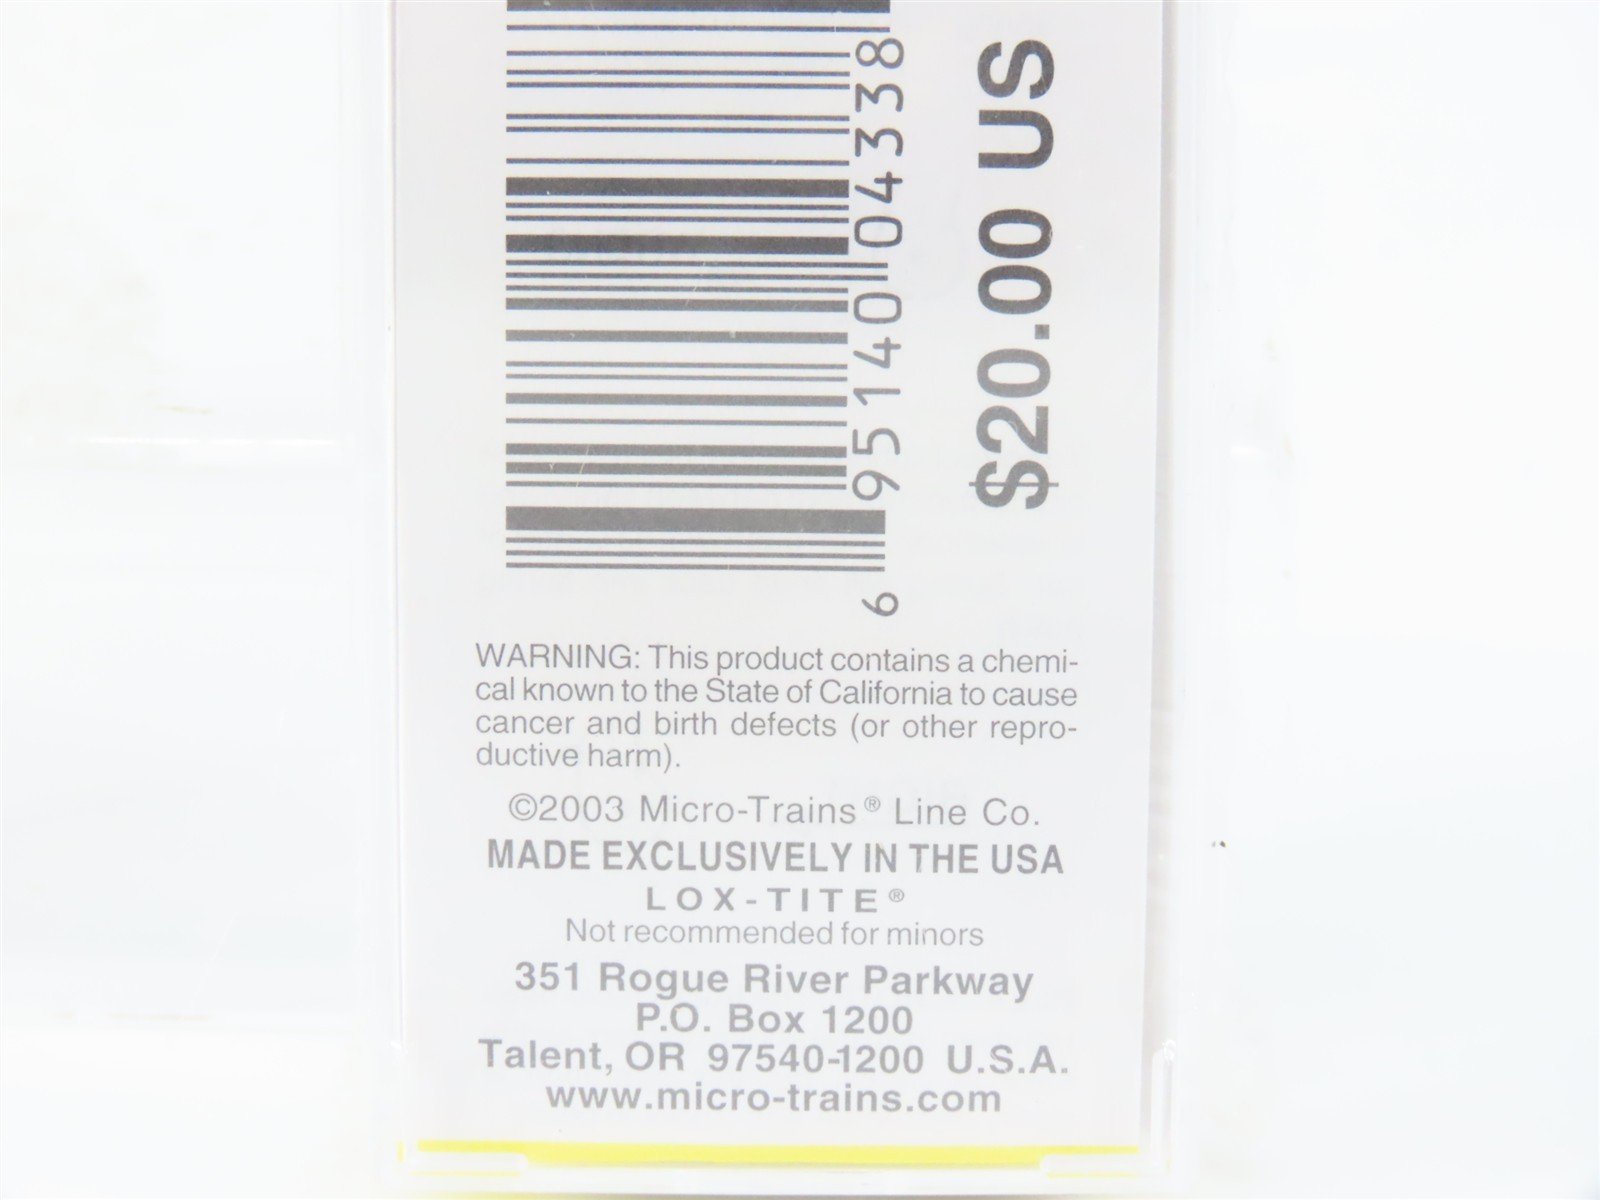 6 95140 04338
$20.00 US
WARNING: This product contains a chemi-
cal known to the State of California to cause
cancer and birth defects (or other repro-
ductive harm).
©2003 Micro-Trains® Line Co.
MADE EXCLUSIVELY IN THE USA
LOX-TITE®
Not recommended for minors
351 Rogue River Parkway
P.O. Box 1200
Talent, OR 97540-1200 U.S.A.
www.micro-trains.com